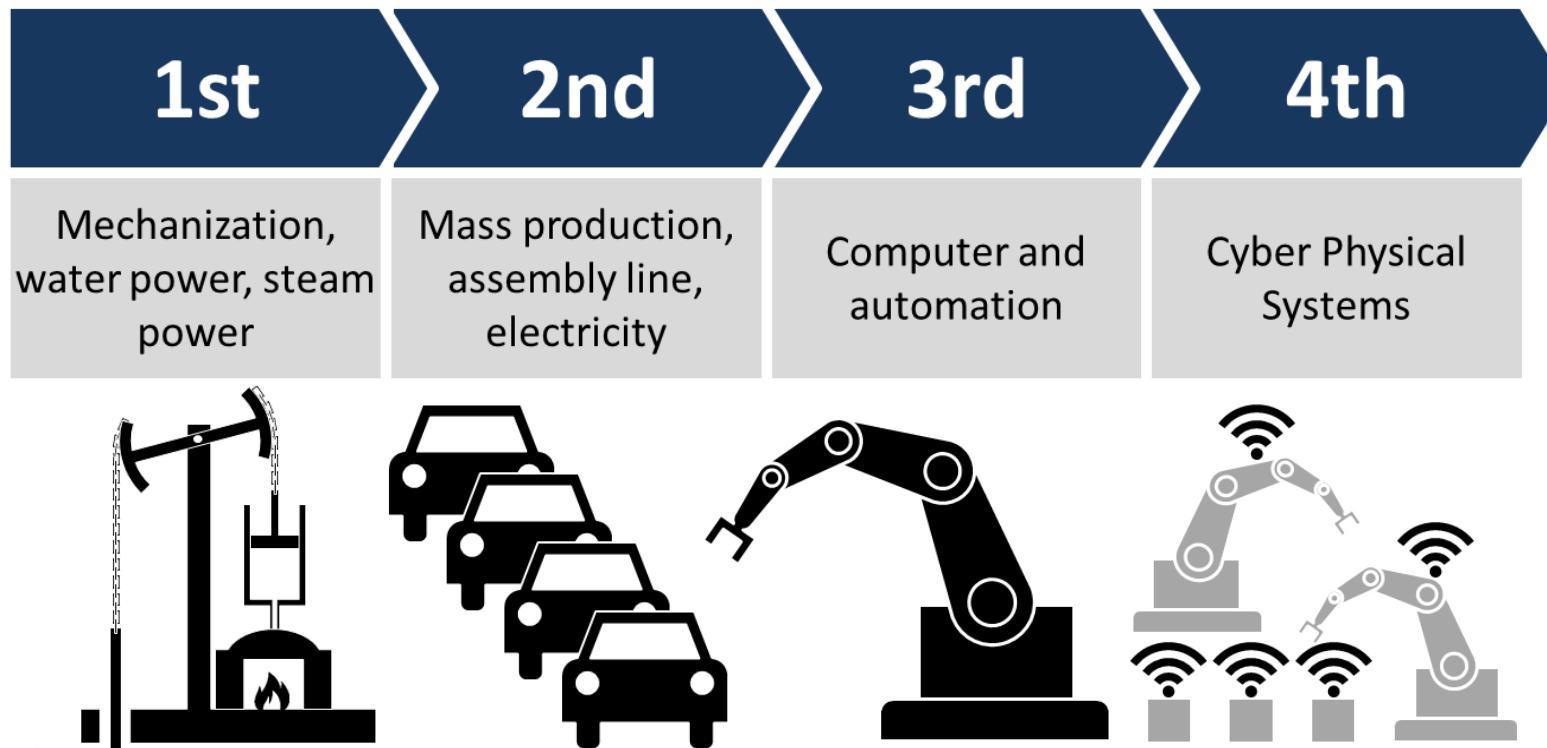 1st
2nd
3rd
4th
Mechanization,
water power, steam
power
Mass production,
assembly line,
electricity
Computer and
automation
Cyber Physical
Systems